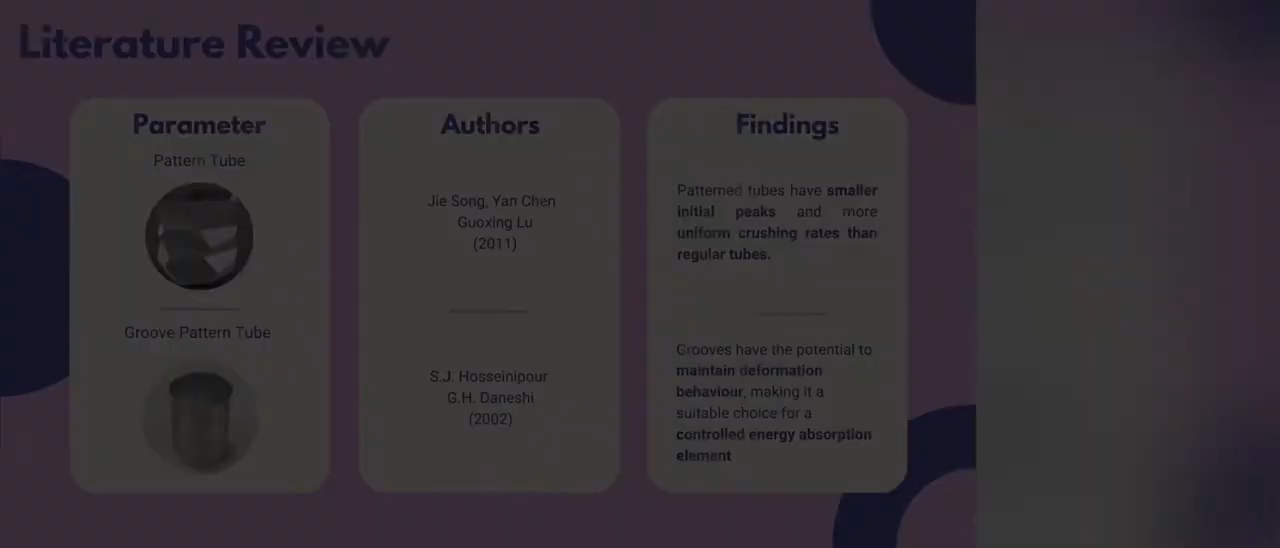 Literature Review
Parameter
Pattern Tube
Groove Pattern Tube
Authors
Jie Song, Yan Chen
Guoxing Lu
(2011)
S.J. Hosseinipour
G.H. Daneshi
(2002)
Findings
Patterned tubes have smaller
initial peaks and more
uniform crushing rates than
regular tubes.
Grooves have the potential to
maintain deformation
behaviour, making it a
suitable choice for a
controlled energy absorption
element